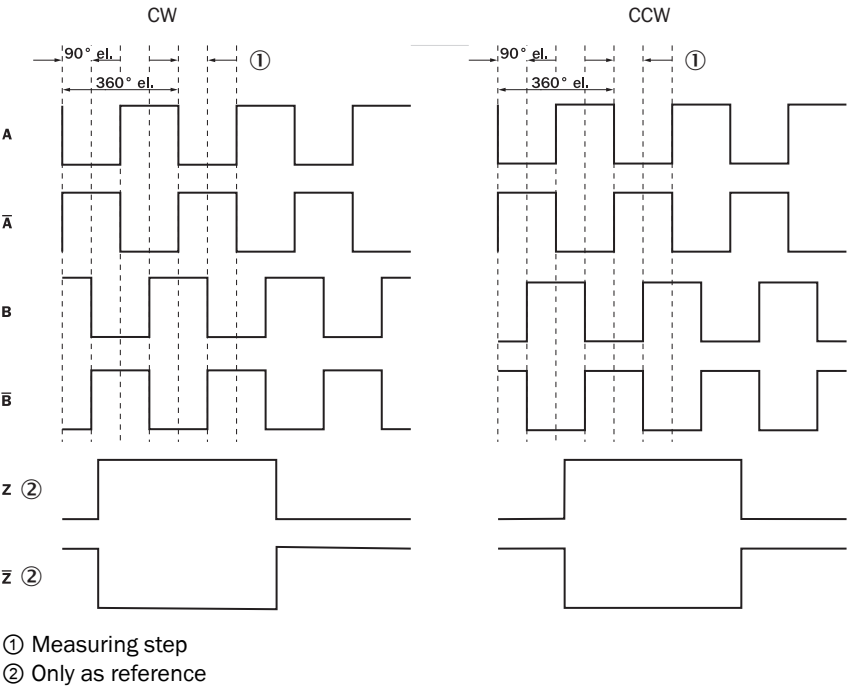 CW CCW
90° el. ① 90° el. ①
360° el. 360° el.
A
A̅
B
B̅
Z ②
Z̅ ②
① Measuring step
② Only as reference